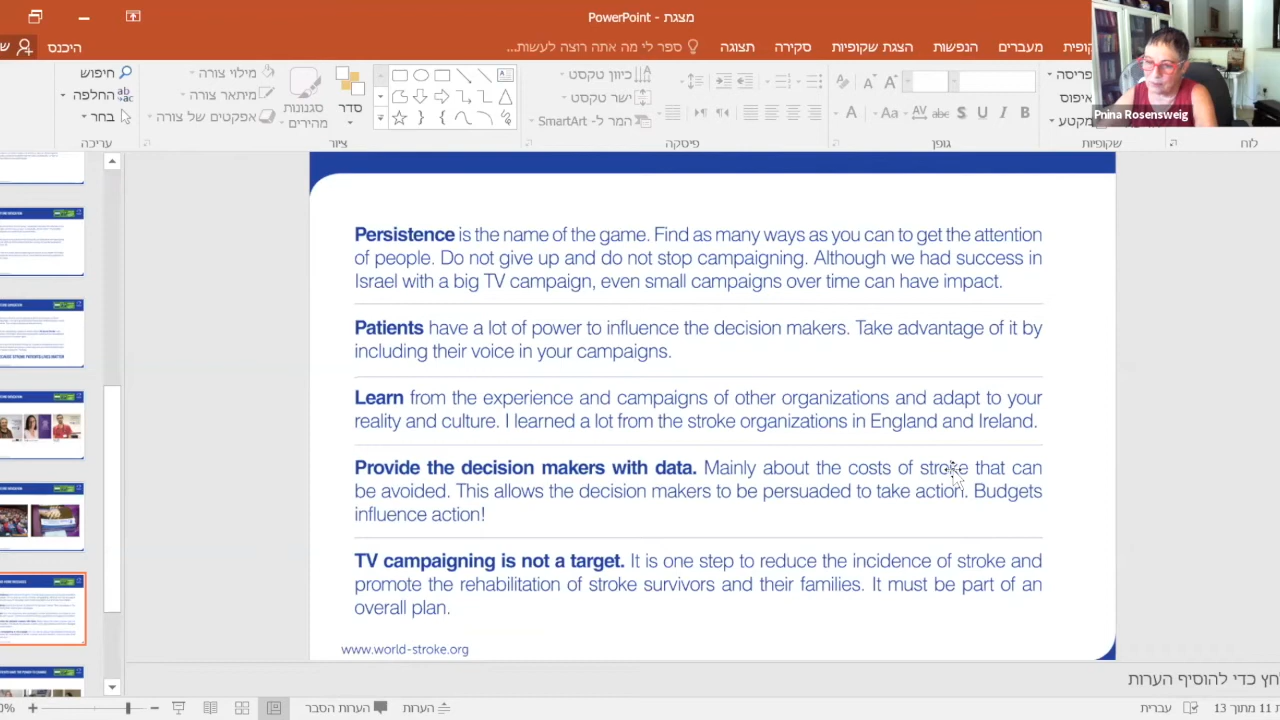 מצגת - PowerPoint
היכנס
ספר לי מה אתה רוצה לעשות...
תצוגה
סקירה
הצגת שקופיות
הנפשות
מעברים
חיפוש
החלפה
בחר
עריכה
מילוי צורה
מיתאר צורה
אפקטים של צורה
סגנונות מהירים
סדר
ציור
כיוון טקסט
ישר טקסט
המר ל- SmartArt
פיסקה
גופן
שקופיות
לוח
Pnina Rosensweig
Persistence is the name of the game. Find as many ways as you can to get the attention
of people. Do not give up and do not stop campaigning. Although we had success in
Israel with a big TV campaign, even small campaigns over time can have impact.
Patients have a lot of power to influence the decision makers. Take advantage of it by
including their voice in your campaigns.
Learn from the experience and campaigns of other organizations and adapt to your
reality and culture. I learned a lot from the stroke organizations in England and Ireland.
Provide the decision makers with data. Mainly about the costs of stroke that can
be avoided. This allows the decision makers to be persuaded to take action. Budgets
influence action!
TV campaigning is not a target. It is one step to reduce the incidence of stroke and
promote the rehabilitation of stroke survivors and their families. It must be part of an
overall plan.
www.world-stroke.org
כדי להוסיף הערות
הערות הסבר
הערות
עברית
11 מתוך 13